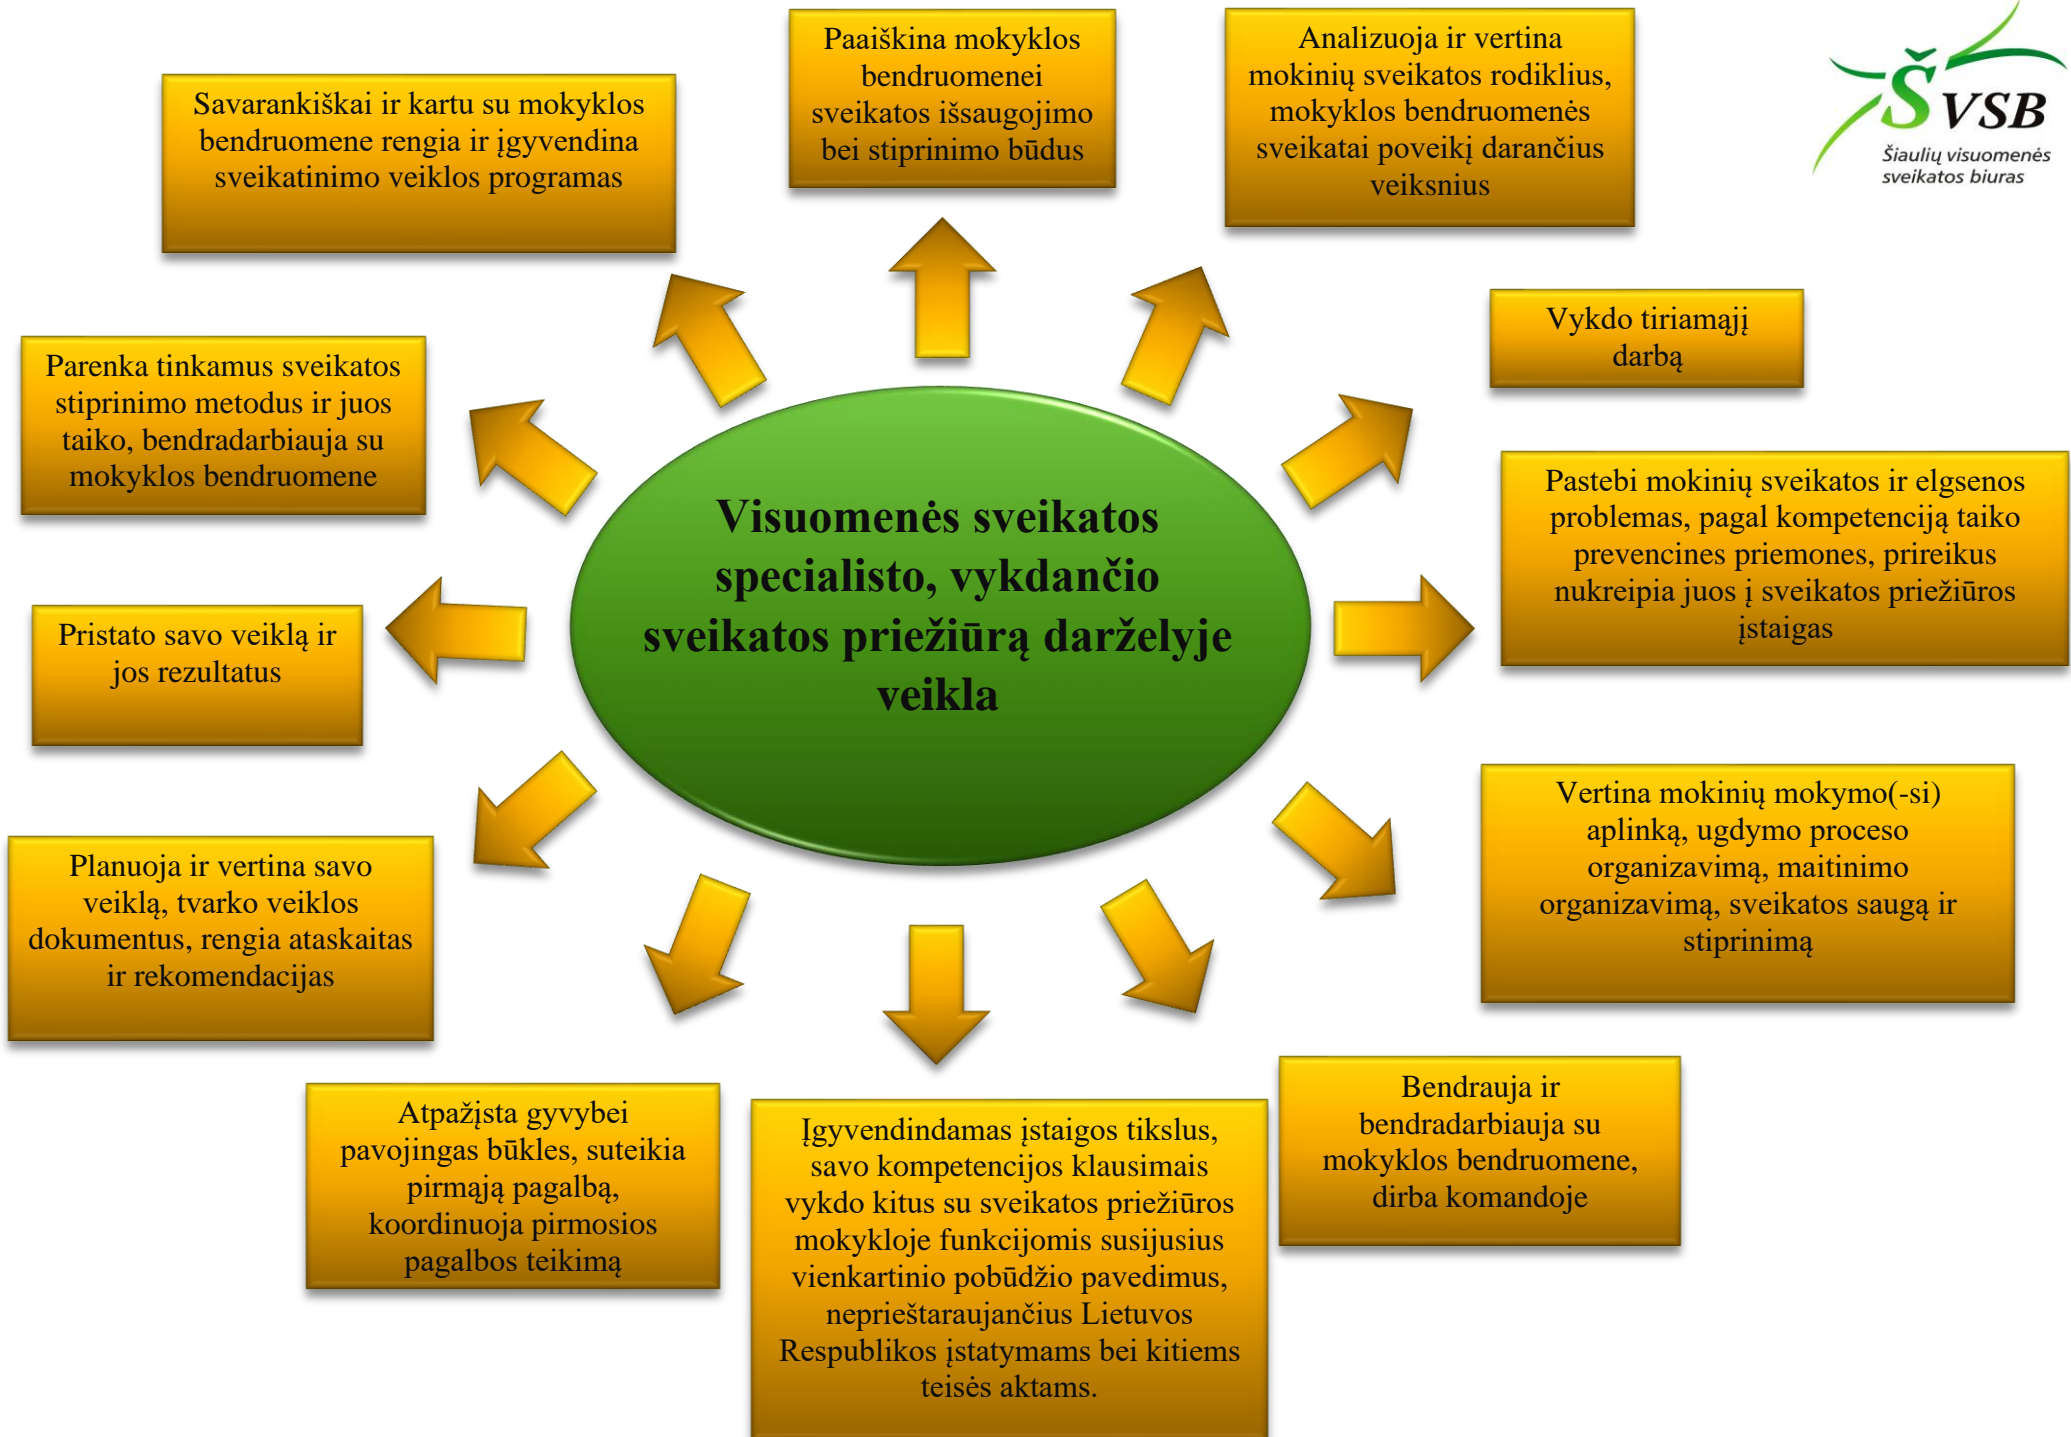 Paaiškina mokyklos
bendruomenei
sveikatos išsaugojimo
bei stiprinimo būdus
Analizuoja ir vertina
mokinių sveikatos rodiklius,
mokyklos bendruomenės
sveikatai poveikį darančius
veiksnius
ŠVSB
Šiaulių visuomenės
sveikatos biuras
Savarankiškai ir kartu su mokyklos
bendruomene rengia ir įgyvendina
sveikatinimo veiklos programas
Vykdo tiriamąjį
darbą
Parenka tinkamus sveikatos
stiprinimo metodus ir juos
taiko, bendradarbiauja su
mokyklos bendruomene
Visuomenės sveikatos
specialisto, vykdančio
sveikatos priežiūrą darželyje
veikla
Pastebi mokinių sveikatos ir elgsenos
problemas, pagal kompetenciją taiko
prevencines priemones, prireikus
nukreipia juos į sveikatos priežiūros
įstaigas
Pristato savo veiklą ir
jos rezultatus
Vertina mokinių mokymo(-si)
aplinką, ugdymo proceso
organizavimą, maitinimo
organizavimą, sveikatos saugą ir
stiprinimą
Planuoja ir vertina savo
veiklą, tvarko veiklos
dokumentus, rengia ataskaitas
ir rekomendacijas
Atpažįsta gyvybei
pavojingas būkles, suteikia
pirmąją pagalbą,
koordinuoja pirmosios
pagalbos teikimą
Įgyvendindamas įstaigos tikslus,
savo kompetencijos klausimais
vykdo kitus su sveikatos priežiūros
mokykloje funkcijomis susijusius
vienkartinio pobūdžio pavedimus,
neprieštaraujančius Lietuvos
Respublikos įstatymams bei kitiems
teisės aktams.
Bendrauja ir
bendradarbiauja su
mokyklos bendruomene,
dirba komandoje